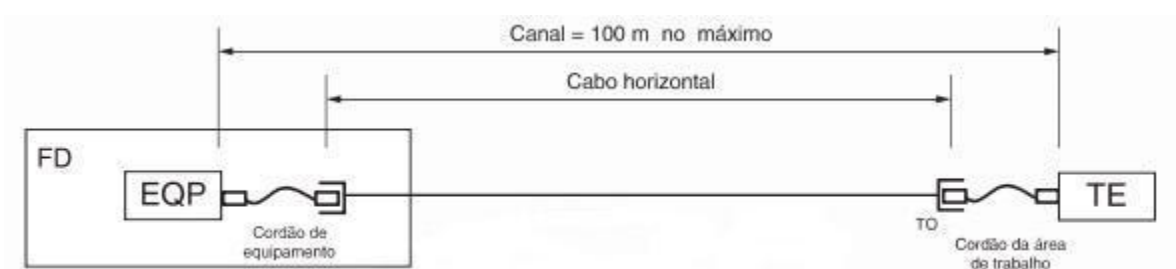 Canal = 100 m no máximo
Cabo horizontal
FD
EQP
TE
TO
Cordão de
equipamento
Cordão da área
de trabalho